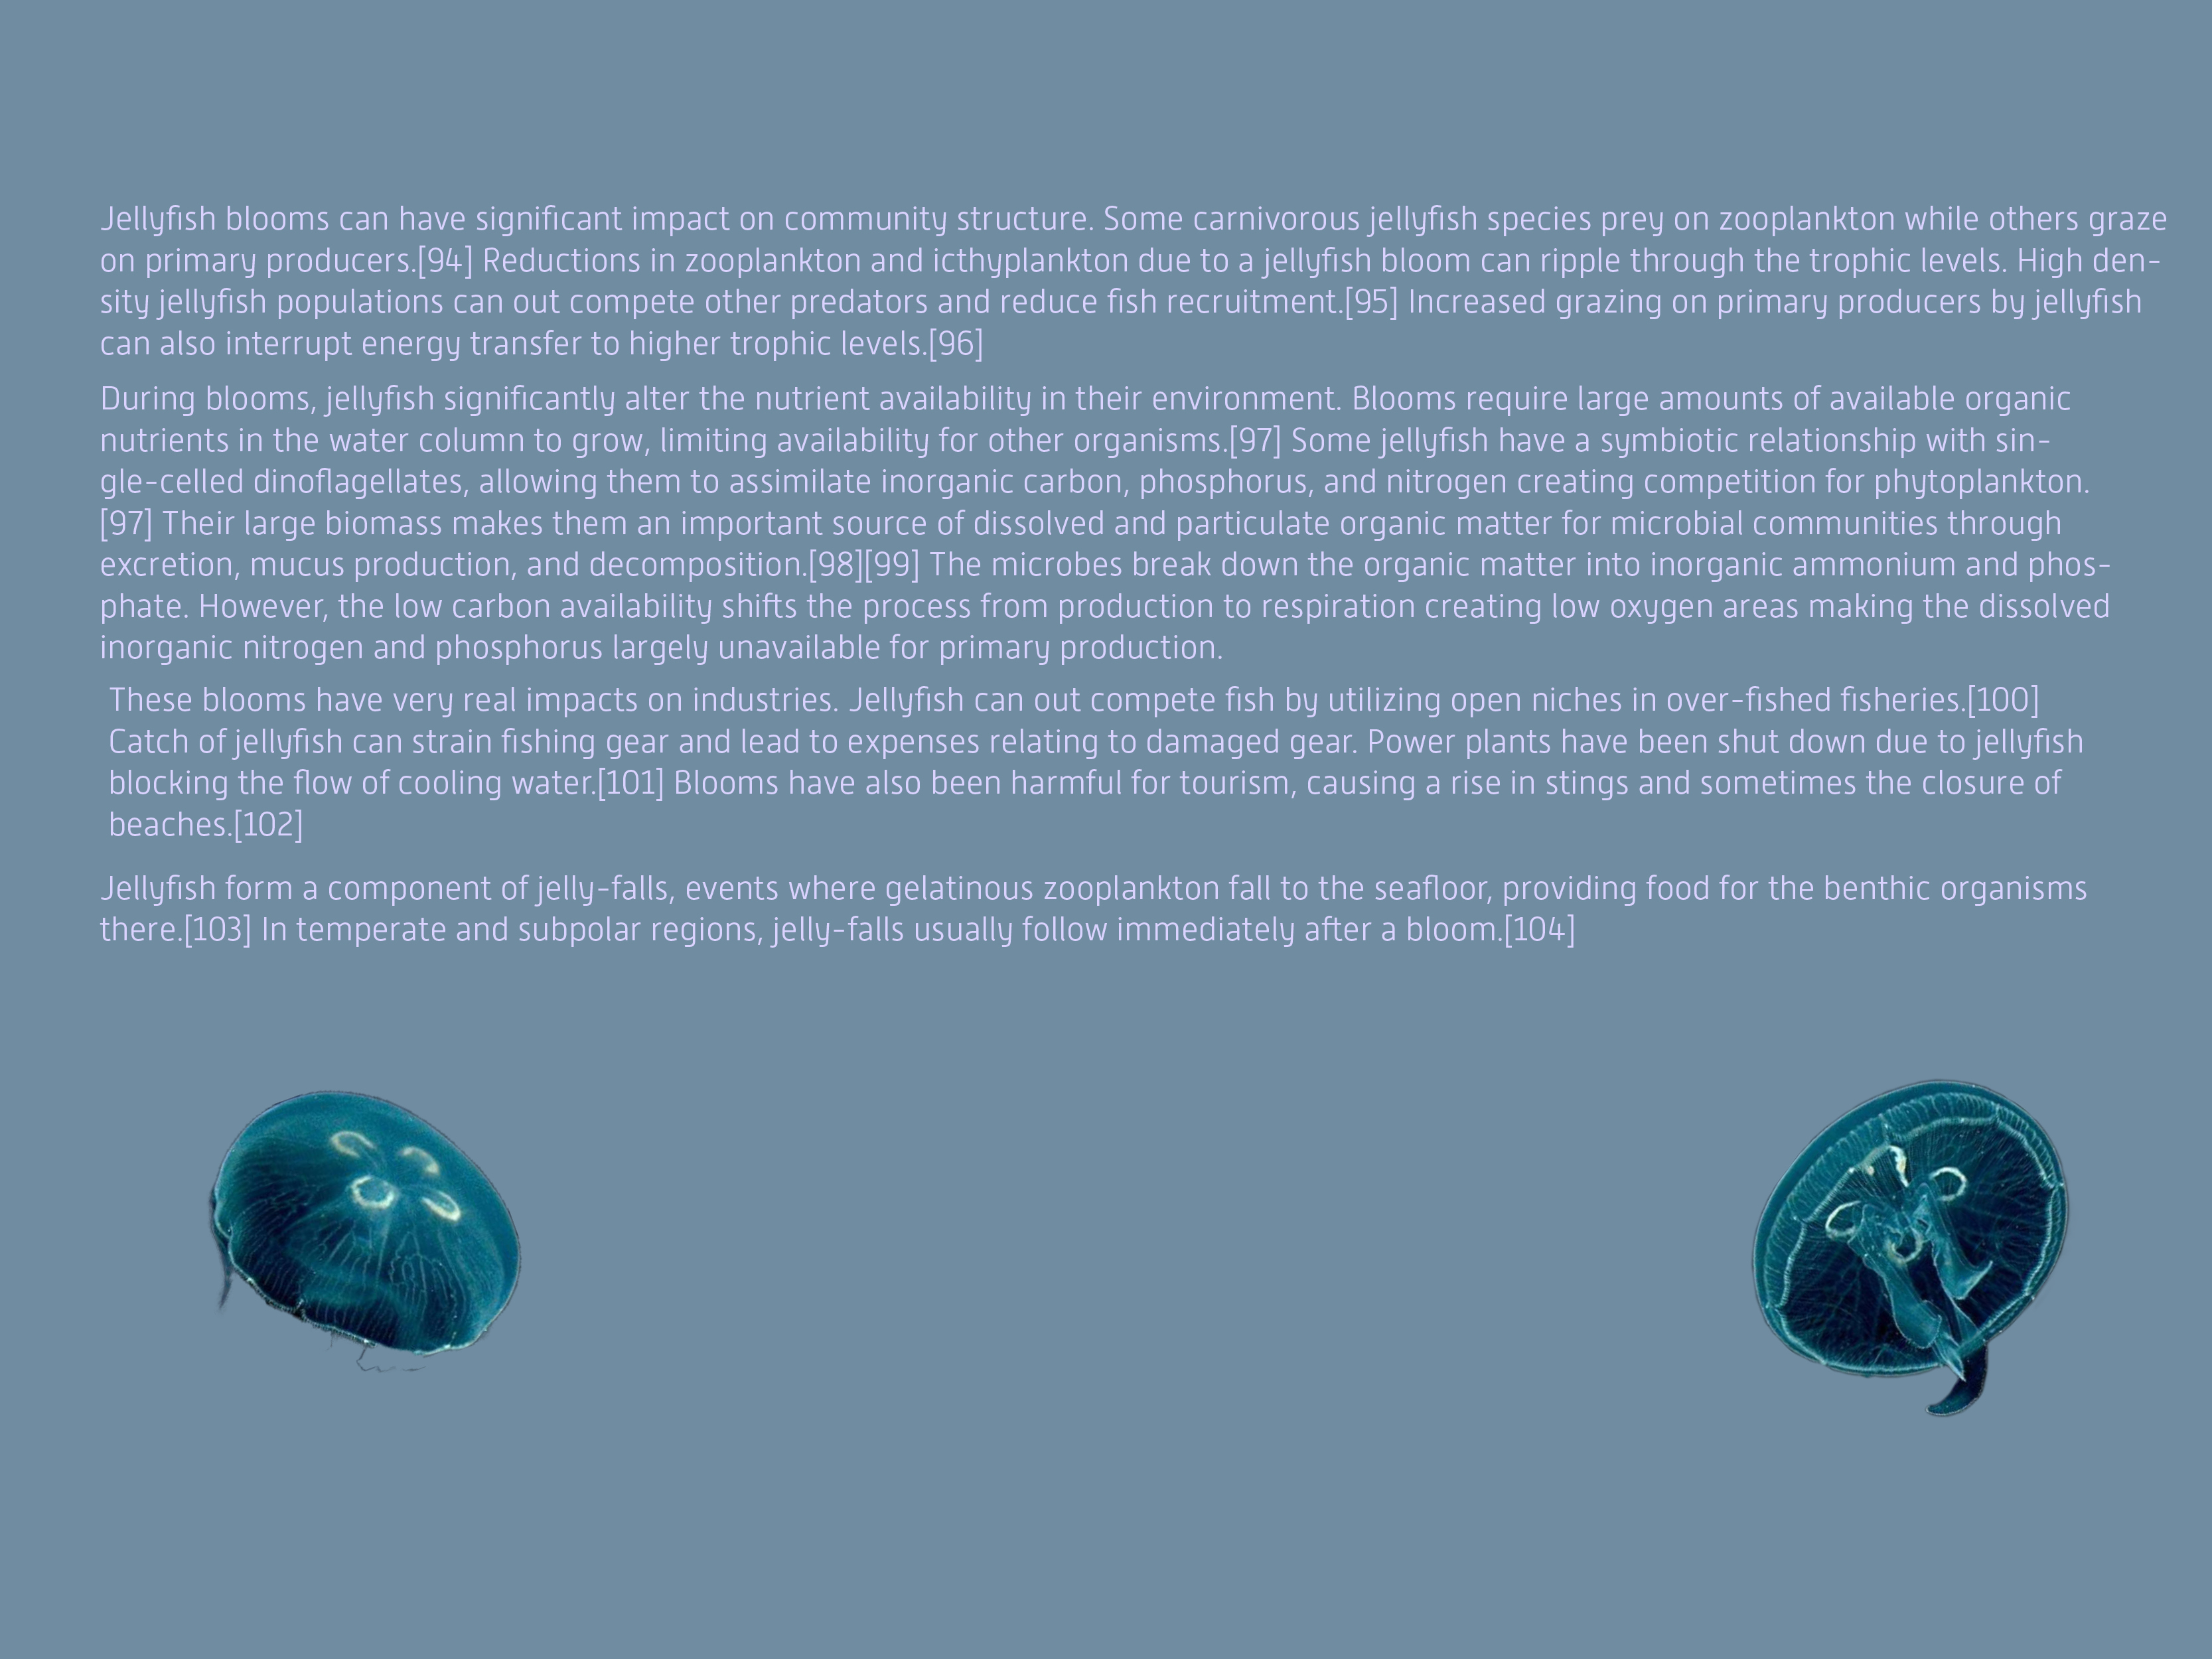 Jellyfish blooms can have significant impact on community structure. Some carnivorous jellyfish species prey on zooplankton while others graze
on primary producers.[94] Reductions in zooplankton and icthyplankton due to a jellyfish bloom can ripple through the trophic levels. High den-
sity jellyfish populations can out compete other predators and reduce fish recruitment.[95] Increased grazing on primary producers by jellyfish
can also interrupt energy transfer to higher trophic levels.[96]
During blooms, jellyfish significantly alter the nutrient availability in their environment. Blooms require large amounts of available organic
nutrients in the water column to grow, limiting availability for other organisms.[97] Some jellyfish have a symbiotic relationship with sin-
gle-celled dinoflagellates, allowing them to assimilate inorganic carbon, phosphorus, and nitrogen creating competition for phytoplankton.
[97] Their large biomass makes them an important source of dissolved and particulate organic matter for microbial communities through
excretion, mucus production, and decomposition.[98][99] The microbes break down the organic matter into inorganic ammonium and phos-
phate. However, the low carbon availability shifts the process from production to respiration creating low oxygen areas making the dissolved
inorganic nitrogen and phosphorus largely unavailable for primary production.
These blooms have very real impacts on industries. Jellyfish can out compete fish by utilizing open niches in over-fished fisheries.[100]
Catch of jellyfish can strain fishing gear and lead to expenses relating to damaged gear. Power plants have been shut down due to jellyfish
blocking the flow of cooling water.[101] Blooms have also been harmful for tourism, causing a rise in stings and sometimes the closure of
beaches.[102]
Jellyfish form a component of jelly-falls, events where gelatinous zooplankton fall to the seafloor, providing food for the benthic organisms
there.[103] In temperate and subpolar regions, jelly-falls usually follow immediately after a bloom.[104]